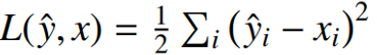 L(ŷ, x) = ½ ∑ᵢ (ŷᵢ − xᵢ)²